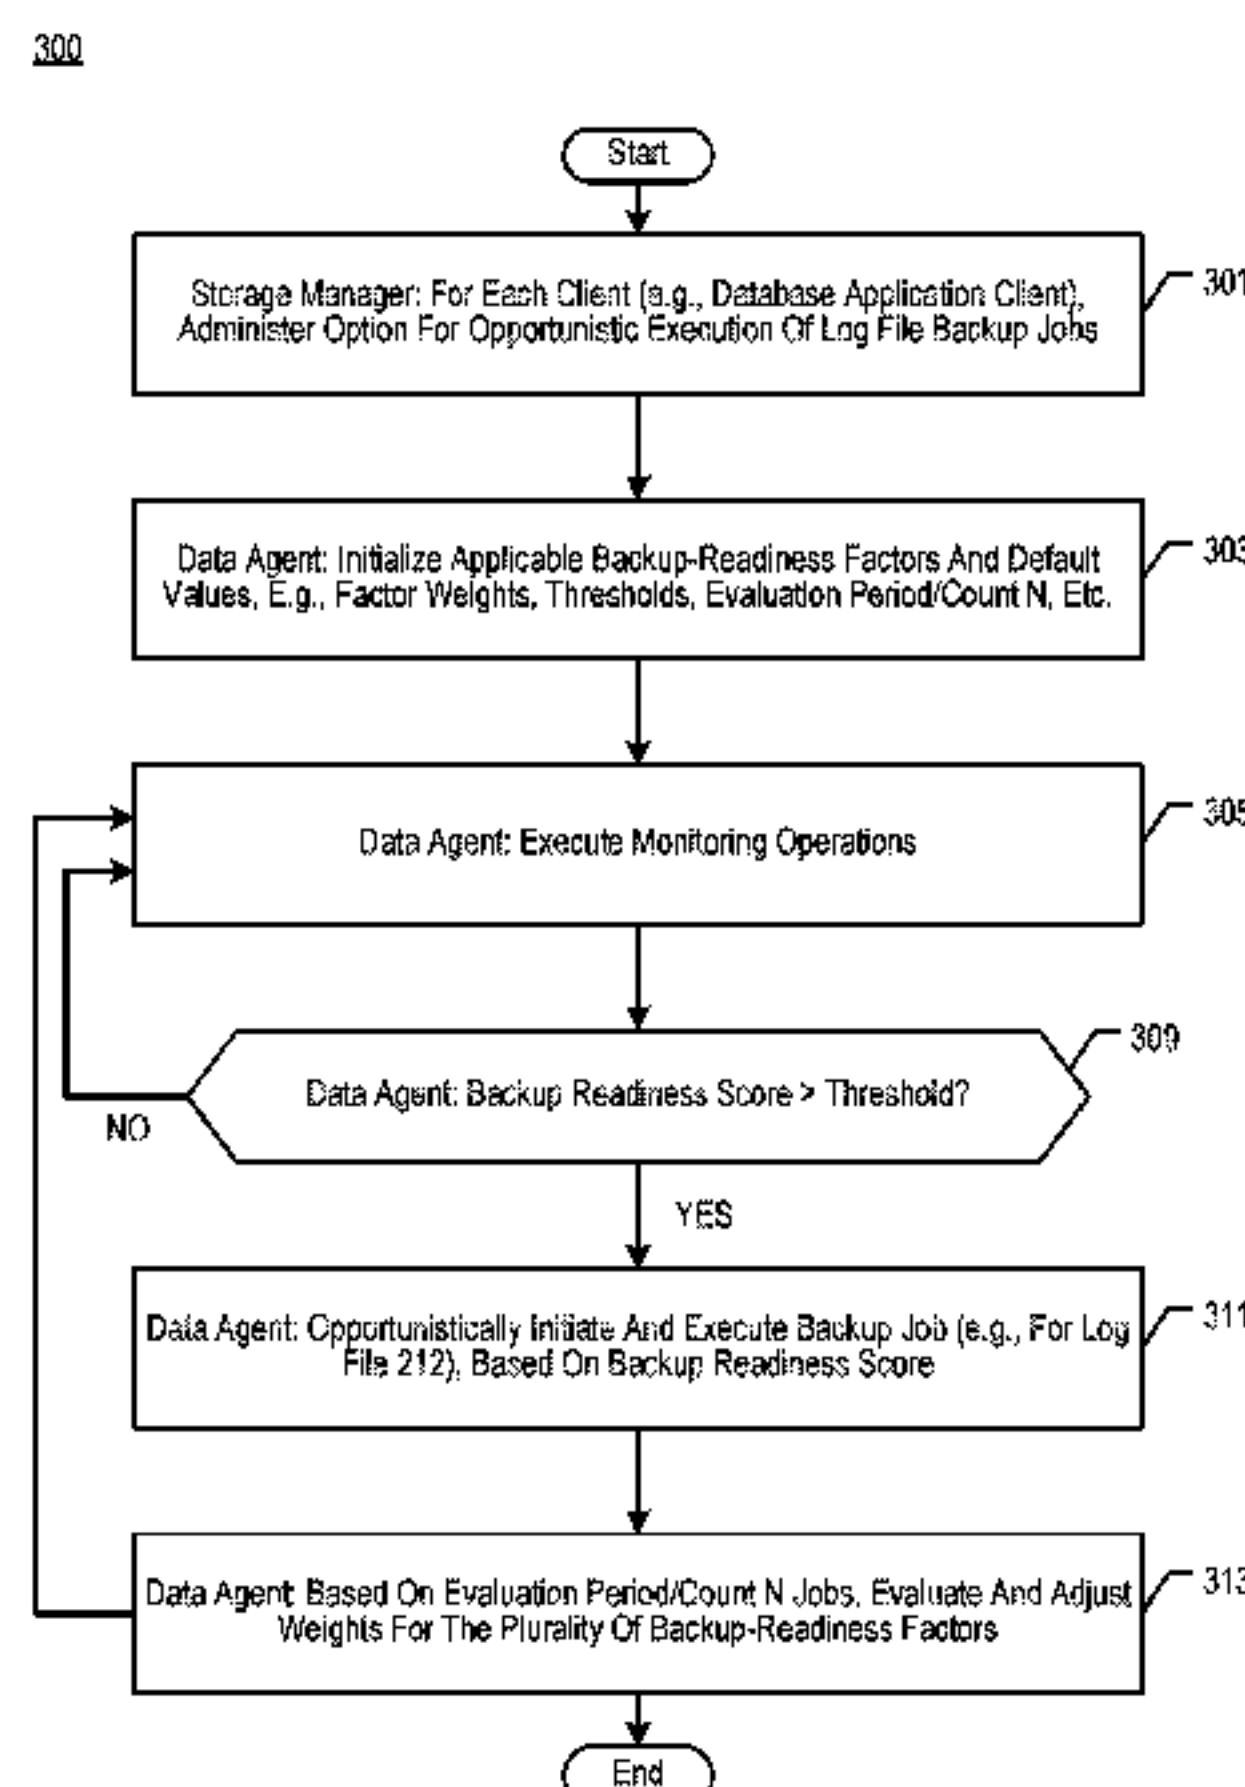 300
Start
Storage Manager: For Each Client (e.g., Database Application Client),
Administer Option For Opportunistic Execution Of Log File Backup Jobs
301
Data Agent: Initialize Applicable Backup-Readiness Factors And Default
Values, E.g., Factor Weights, Thresholds, Evaluation Period/Count N, Etc.
303
Data Agent: Execute Monitoring Operations
305
Data Agent: Backup Readiness Score > Threshold?
309
NO
YES
Data Agent: Opportunistically Initiate And Execute Backup Job (e.g., For Log
File 212), Based On Backup Readiness Score
311
Data Agent: Based On Evaluation Period/Count N Jobs, Evaluate And Adjust
Weights For The Plurality Of Backup-Readiness Factors
313
End